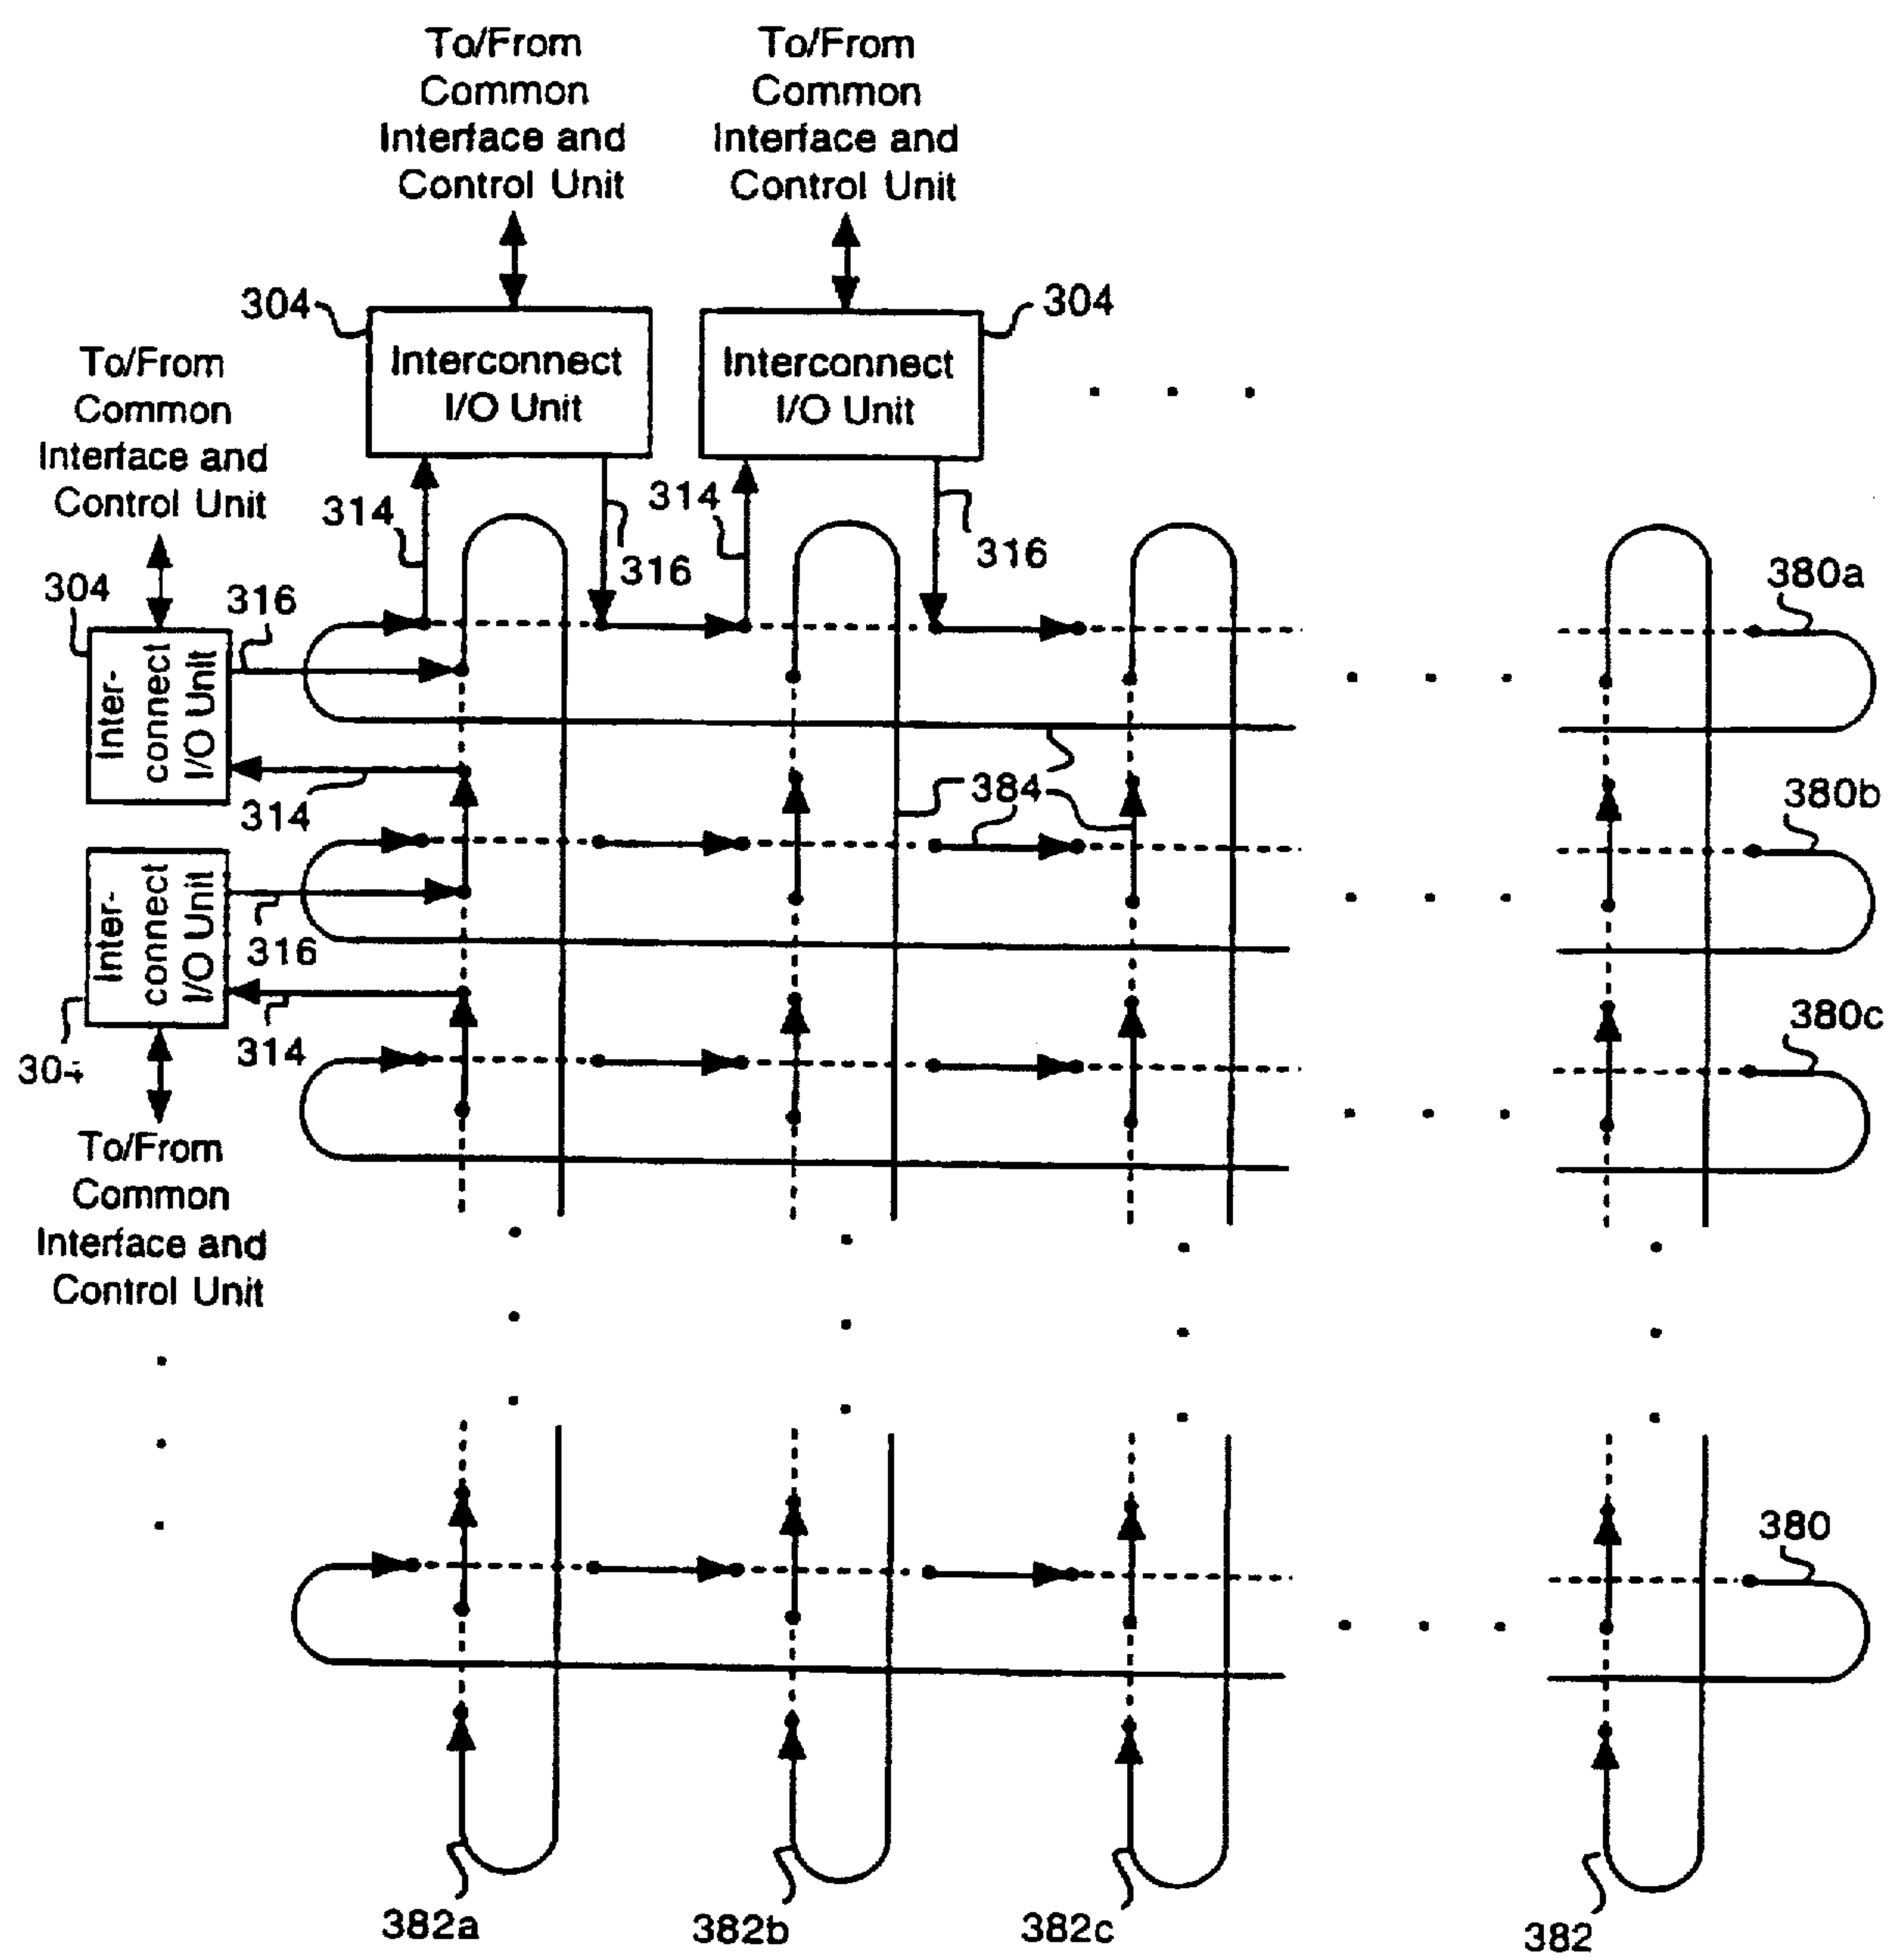 To/From
Common
Interface and
Control Unit
To/From
Common
Interface and
Control Unit
304
Interconnect
I/O Unit
Interconnect
I/O Unit
304
To/From
Common
Interface and
Control Unit
314
316
314
316
304
316
Inter-
connect
I/O Unit
314
380a
384
380b
Inter-
connect
I/O Unit
316
314
304
380c
To/From
Common
Interface and
Control Unit
380
382a
382b
382c
382